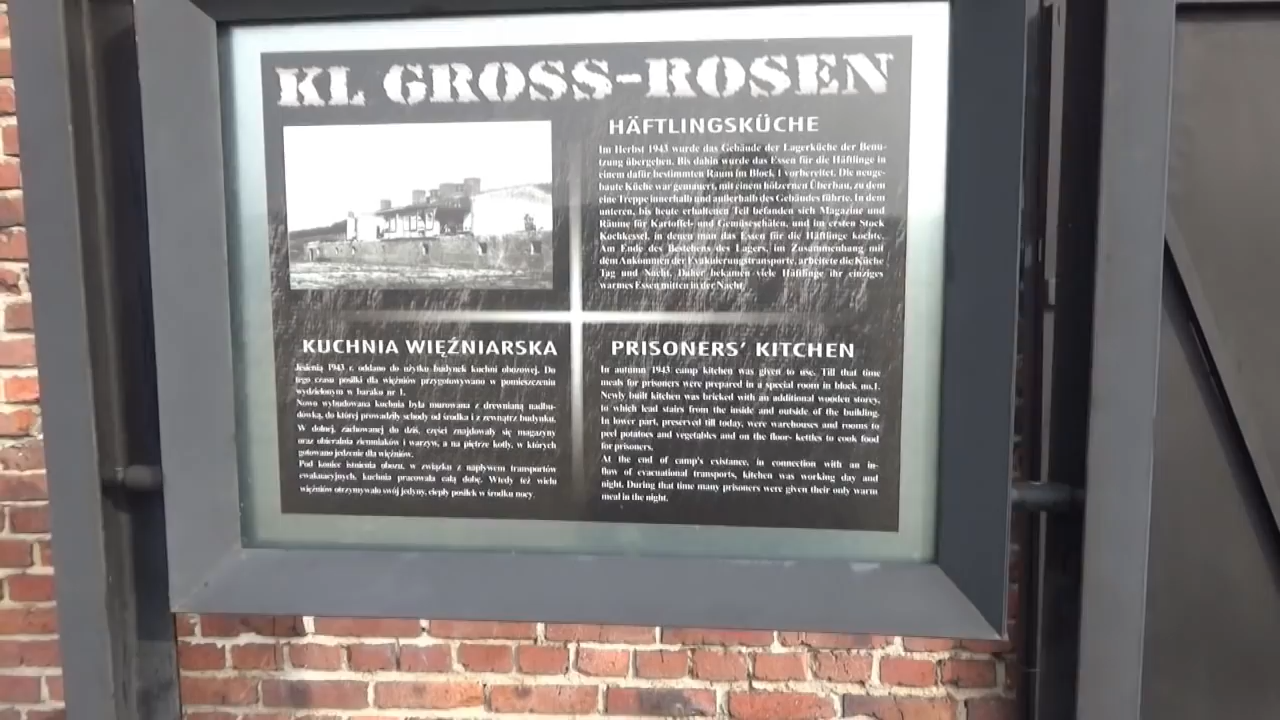 KL GROSS-ROSEN
HÄFTLINGSKÜCHE
Im Herbst 1943 wurde das Gebäude der Lagerküche der Benu-
tzung übergeben. Bis dahin wurde das Essen für die Häftlinge in
einem dafür bestimmten Raum im Block 1 vorbereitet. Die neuge-
baute Küche war gemauert, mit einem hölzernen Überbau, zu dem
eine Treppe innerhalb und außerhalb des Gebäudes führte. In dem
unteren, bis heute erhaltenen Teil befanden sich Magazine und
Räume für Kartoffel- und Gemüseschälen, und im ersten Stock
Kochkessel, in denen man das Essen für die Häftlinge kochte.
Am Ende des Bestehens des Lagers, im Zusammenhang mit
dem Ankommen der Evakuierungstransporte, arbeitete die Küche
Tag und Nacht. Daher bekamen viele Häftlinge ihr einziges
warmes Essen mitten in der Nacht.
KUCHNIA WIĘŹNIARSKA
Jesienią 1943 r. oddano do użytku budynek kuchni obozowej. Do
tego czasu posiłki dla więźniów przygotowywano w pomieszczeniu
wydzielonym w baraku nr 1.
Nowo wybudowana kuchnia była murowana z drewnianą nadbu-
dówką, do której prowadziły schody od środka i z zewnątrz budynku.
W dolnej, zachowanej do dziś, części znajdowały się magazyny
oraz obieralnia ziemniaków i warzyw, a na piętrze kotły, w których
gotowano jedzenie dla więźniów.
Pod koniec istnienia obozu, w związku z napływem transportów
ewakuacyjnych, kuchnia pracowała całą dobę. Wtedy też wielu
więźniów otrzymywało swój jedyny, ciepły posiłek w środku nocy.
PRISONERS' KITCHEN
In autumn 1943 camp kitchen was given to use. Till that time
meals for prisoners were prepared in a special room in block no.1.
Newly built kitchen was bricked with an additional wooden storey,
to which lead stairs from the inside and outside of the building.
In lower part, preserved till today, were warehouses and rooms to
peel potatoes and vegetables and on the floor- kettles to cook food
for prisoners.
At the end of camp's existance, in connection with an in-
flow of evacuational transports, kitchen was working day and
night. During that time many prisoners were given their only warm
meal in the night.